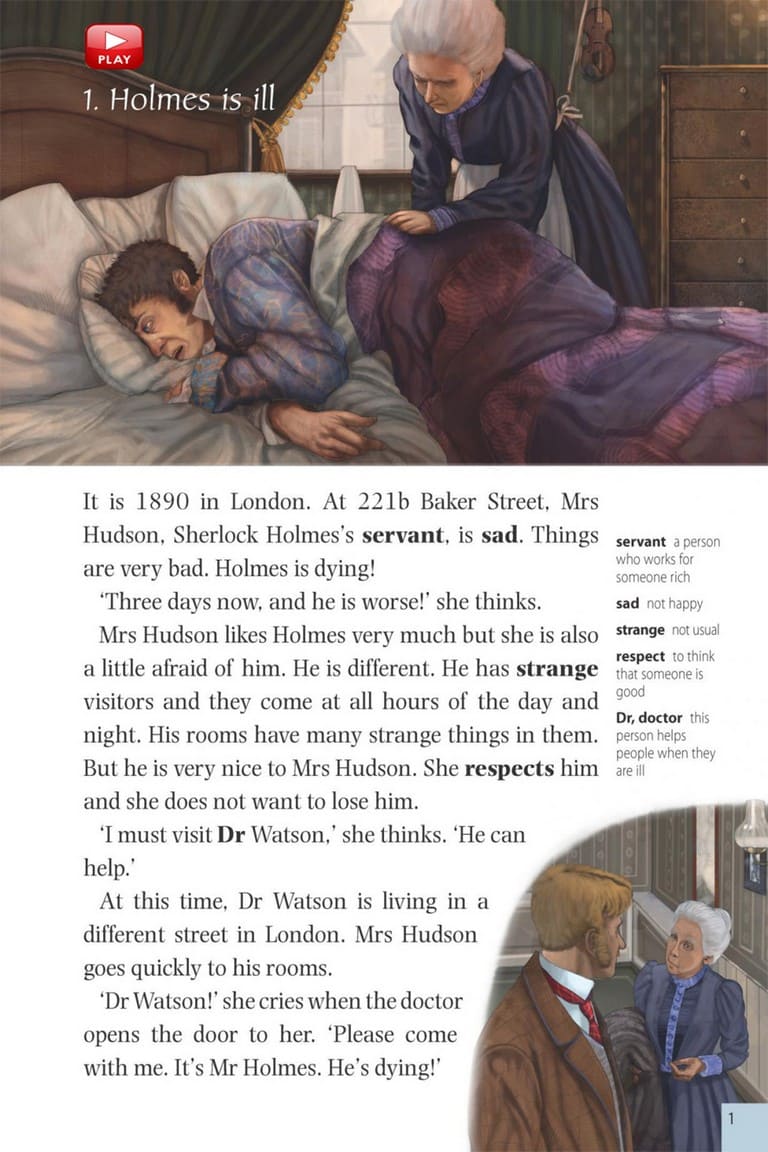 PLAY
1. Holmes is ill
It is 1890 in London. At 221b Baker Street, Mrs
Hudson, Sherlock Holmes’s servant, is sad. Things
are very bad. Holmes is dying!
‘Three days now, and he is worse!’ she thinks.
Mrs Hudson likes Holmes very much but she is also
a little afraid of him. He is different. He has strange
visitors and they come at all hours of the day and
night. His rooms have many strange things in them.
But he is very nice to Mrs Hudson. She respects him
and she does not want to lose him.
‘I must visit Dr Watson,’ she thinks. ‘He can
help.’
At this time, Dr Watson is living in a
different street in London. Mrs Hudson
goes quickly to his rooms.
‘Dr Watson!’ she cries when the doctor
opens the door to her. ‘Please come
with me. It’s Mr Holmes. He’s dying!’
servant a person
who works for
someone rich
sad not happy
strange not usual
respect to think
that someone is
good
Dr, doctor this
person helps
people when they
are ill
1